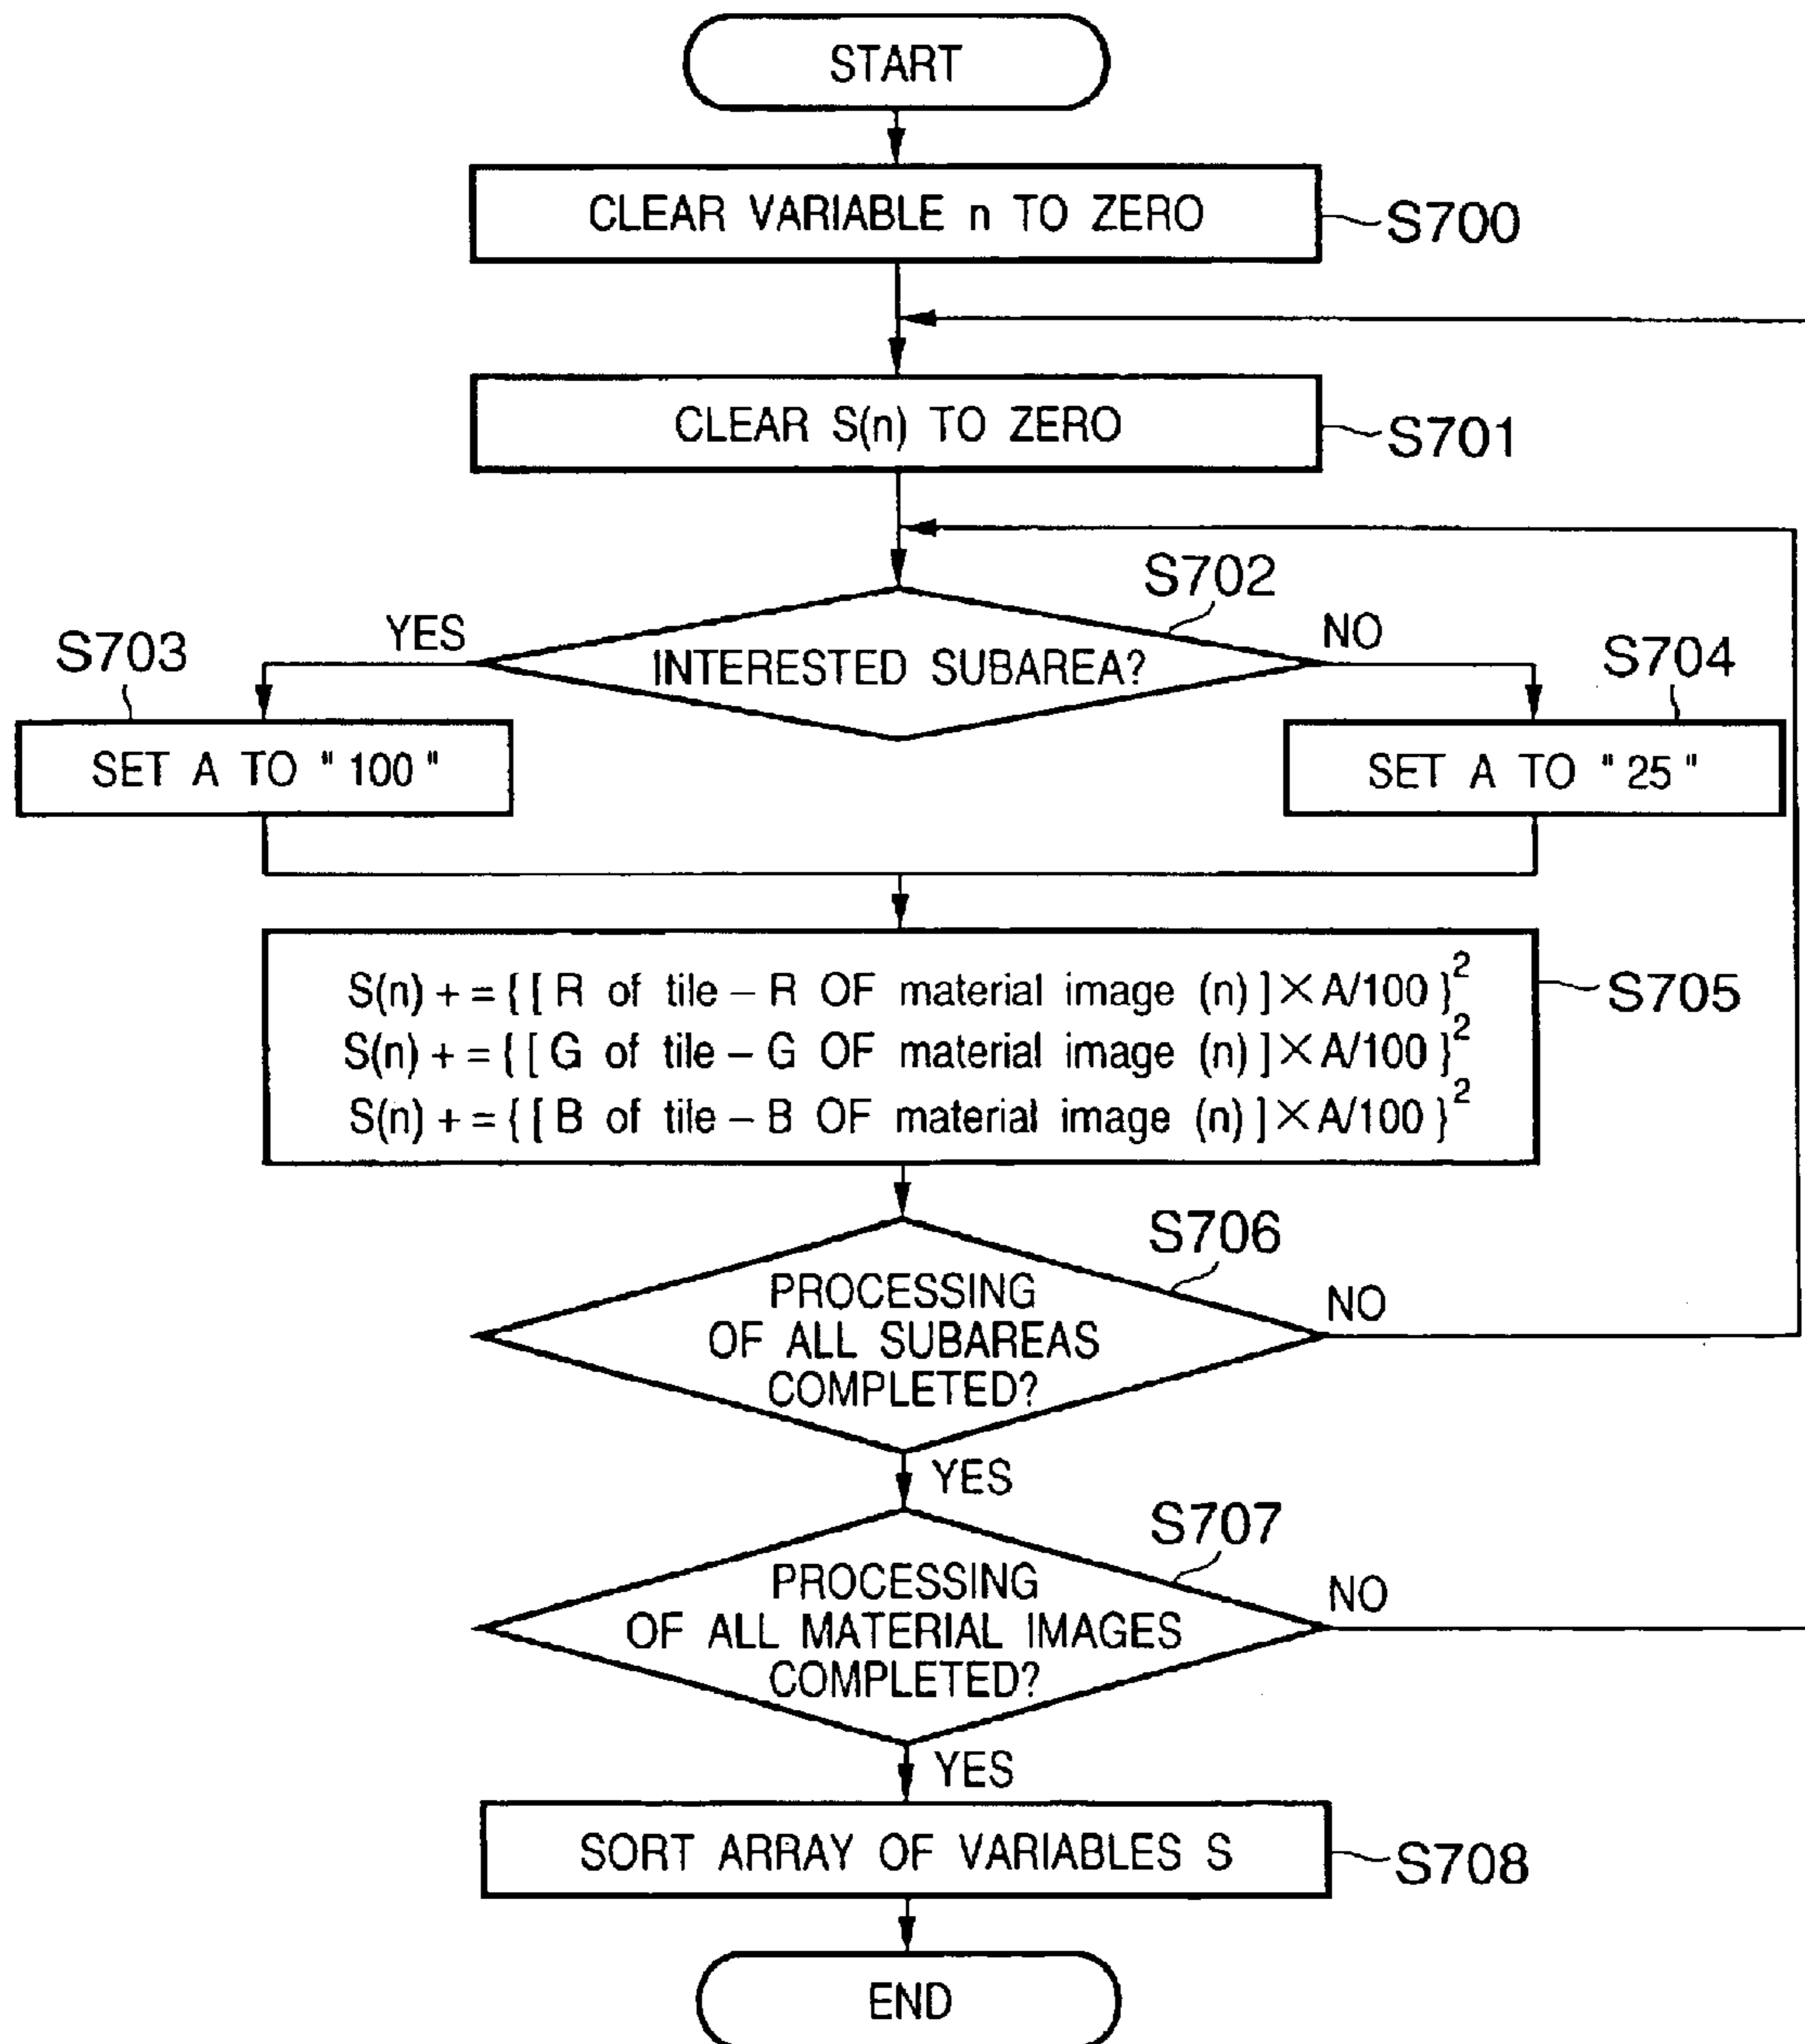 START
CLEAR VARIABLE n TO ZERO
S700
CLEAR S(n) TO ZERO
S701
S702
INTERESTED SUBAREA?
YES
NO
S703
SET A TO "100"
S704
SET A TO "25"
S(n) + = { [ R of tile – R OF material image (n) ] × A/100 }²
S(n) + = { [ G of tile – G OF material image (n) ] × A/100 }²
S(n) + = { [ B of tile – B OF material image (n) ] × A/100 }²
S705
S706
PROCESSING
OF ALL SUBAREAS
COMPLETED?
NO
YES
S707
PROCESSING
OF ALL MATERIAL IMAGES
COMPLETED?
NO
YES
SORT ARRAY OF VARIABLES S
S708
END